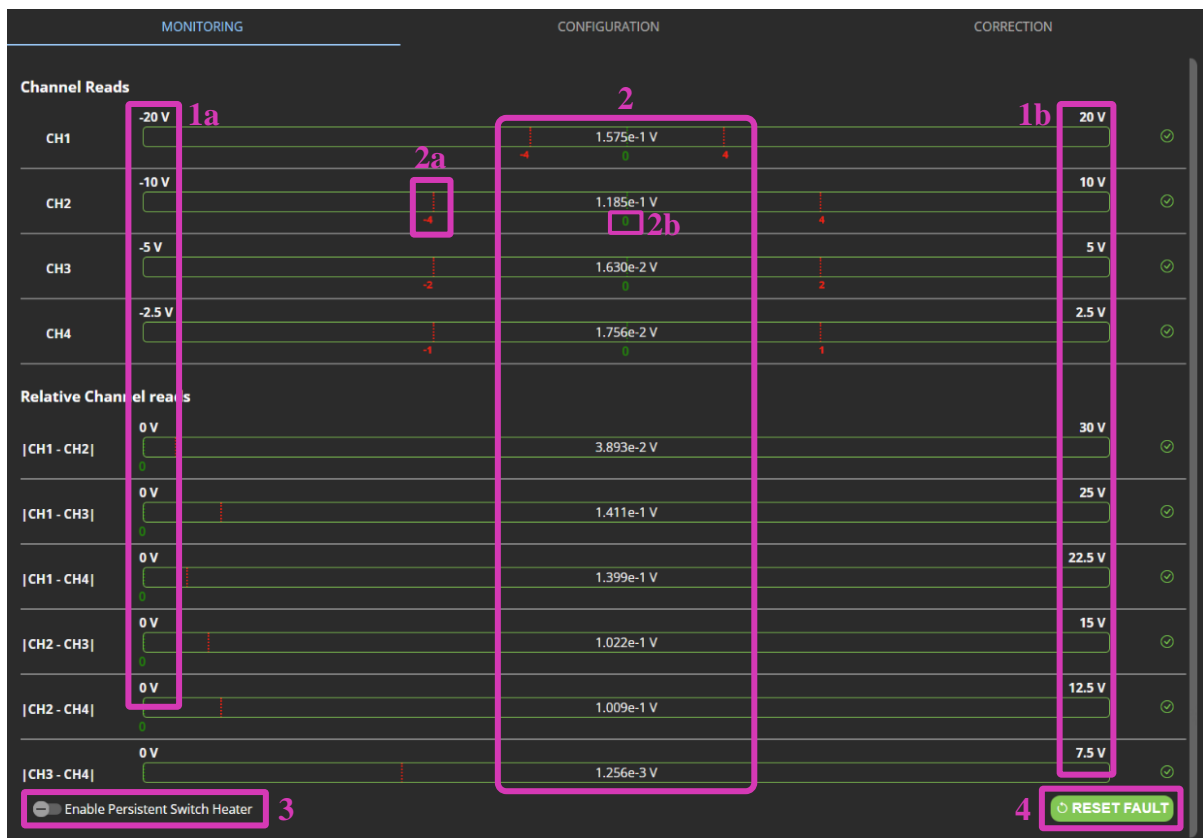 MONITORING CONFIGURATION CORRECTION
Channel Reads
-20 V 1a 2 1b 20 V
CH1 1.575e-1 V
-4 0 4
-10 V 2a 10 V
CH2 1.185e-1 V
-4 0 2b 4
-5 V 5 V
CH3 1.630e-2 V
-2 0 2
-2.5 V 2.5 V
CH4 1.756e-2 V
-1 0 1
Relative Channel reads
0 V 30 V
|CH1 - CH2| 3.893e-2 V
0
0 V 25 V
|CH1 - CH3| 1.411e-1 V
0
0 V 22.5 V
|CH1 - CH4| 1.399e-1 V
0
0 V 15 V
|CH2 - CH3| 1.022e-1 V
0
0 V 12.5 V
|CH2 - CH4| 1.009e-1 V
0
0 V 7.5 V
|CH3 - CH4| 1.256e-3 V
Enable Persistent Switch Heater 3 4 RESET FAULT